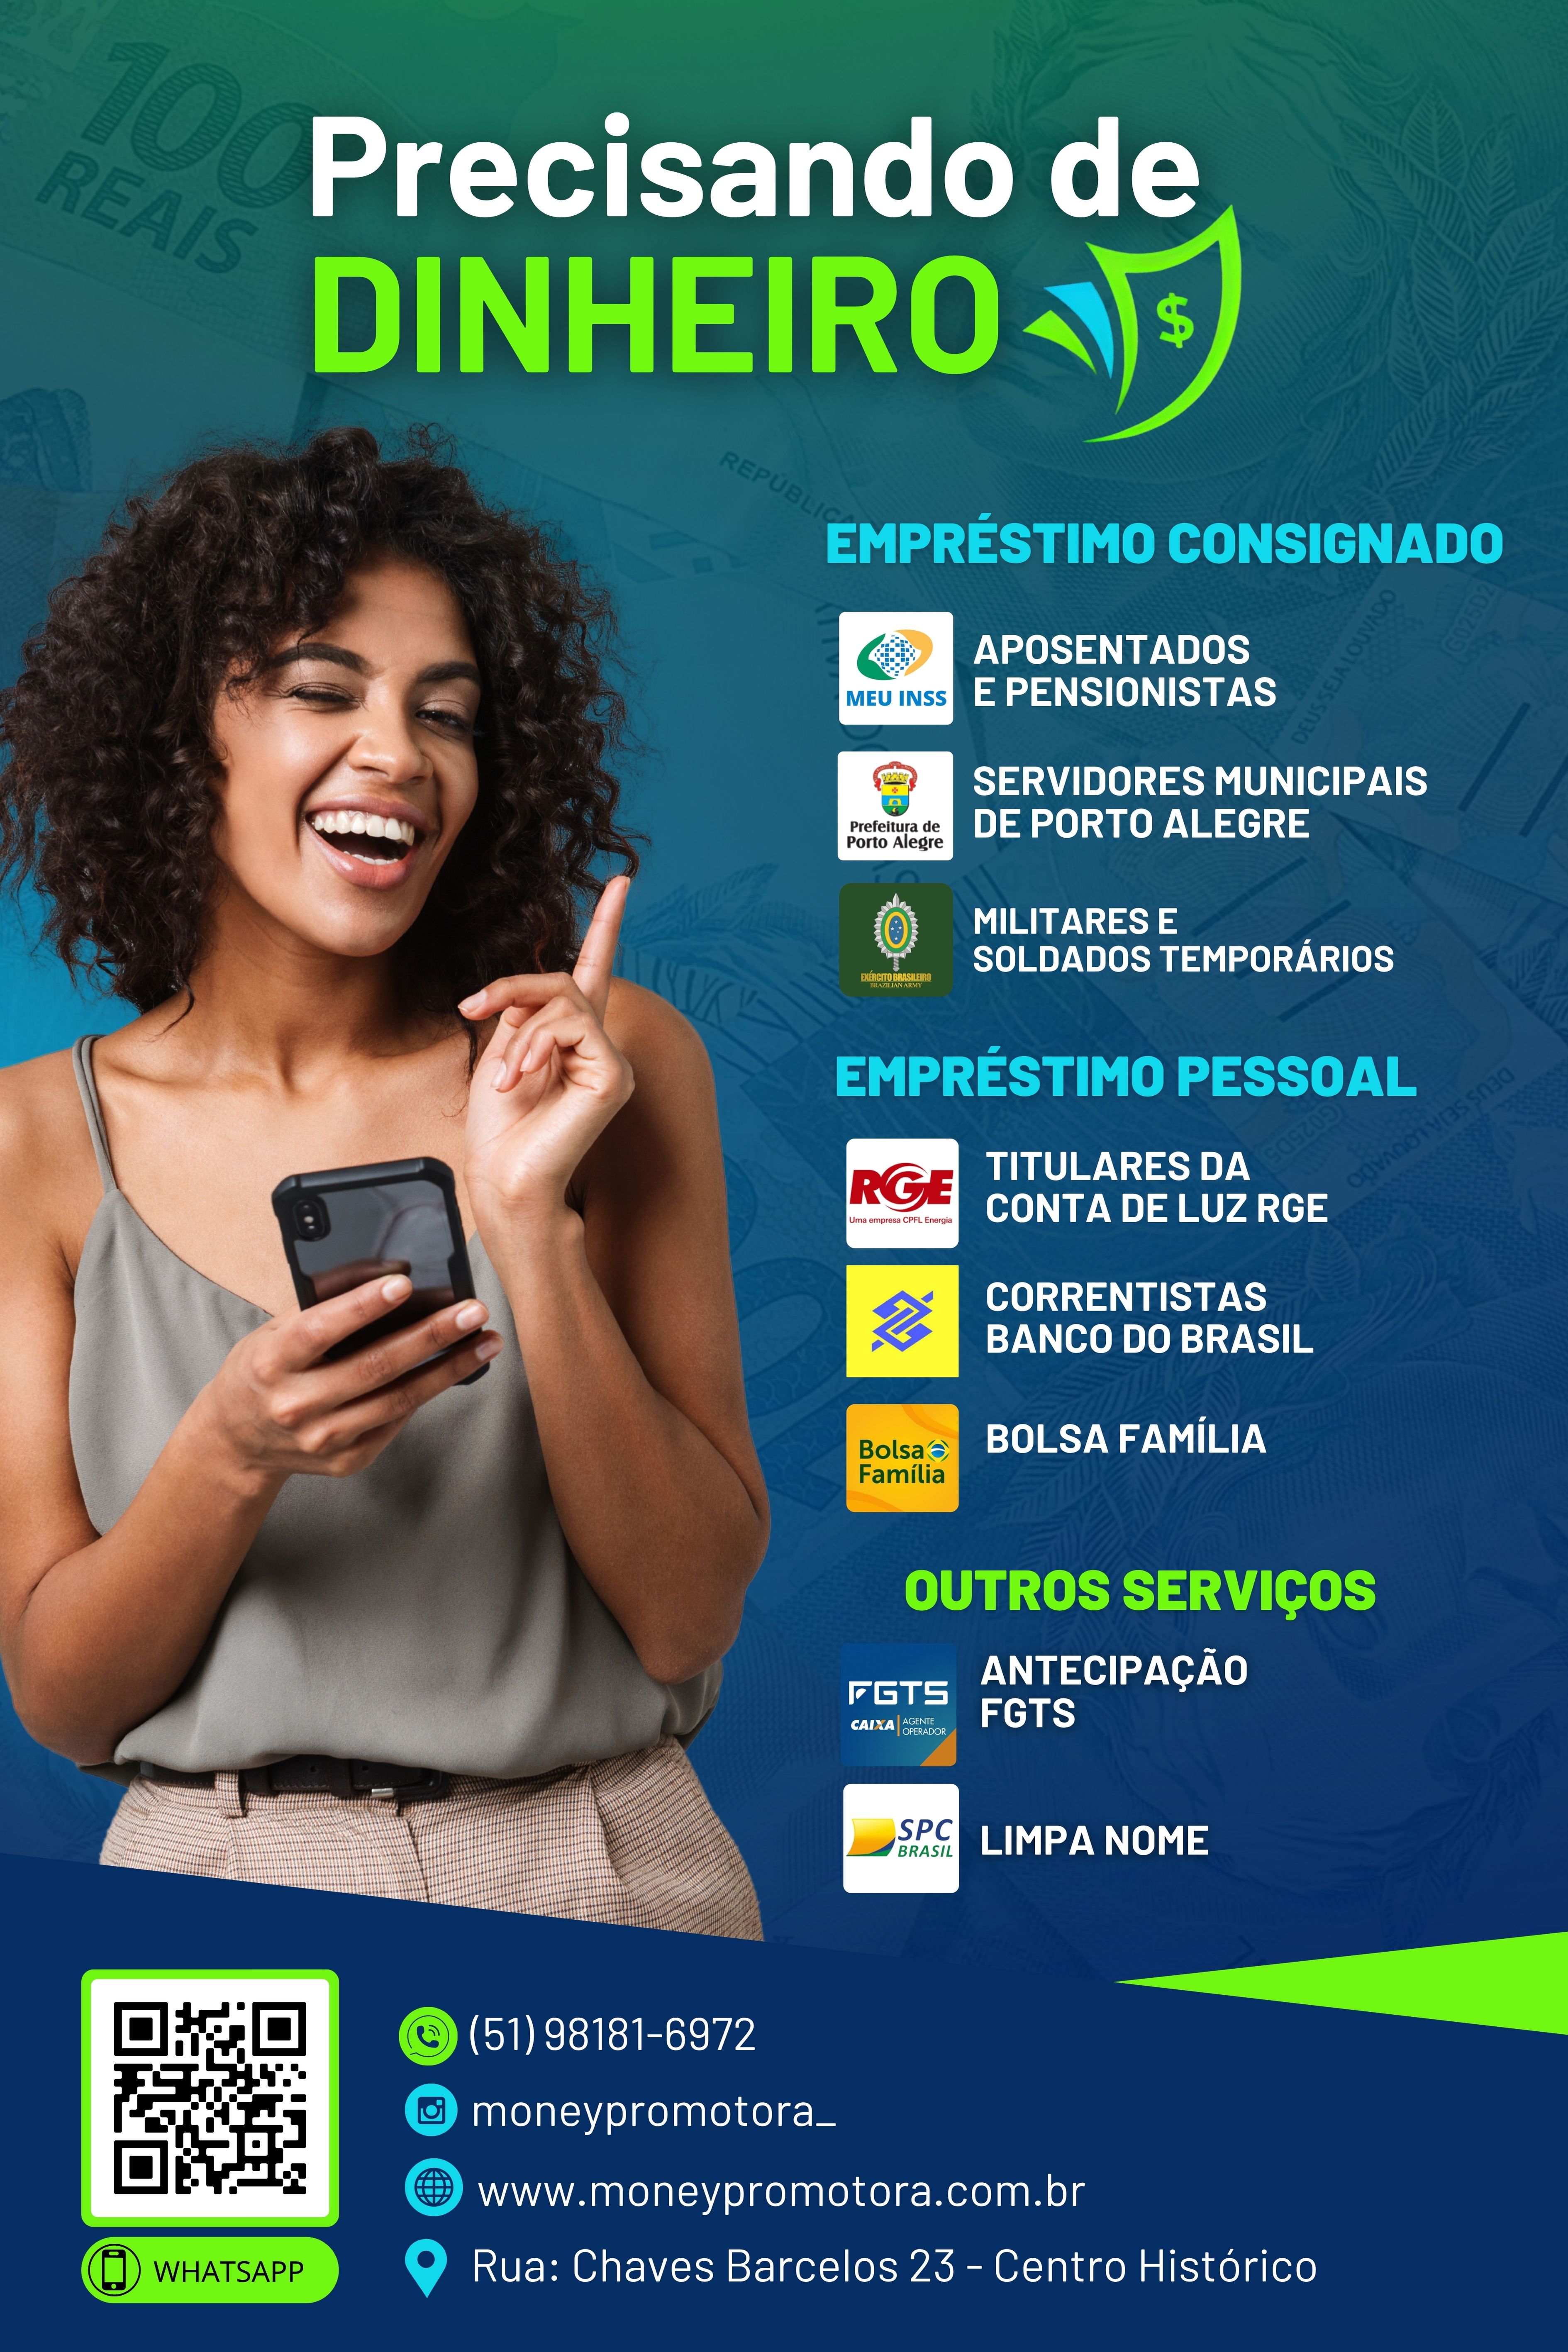 100
REAIS
Precisando de
DINHEIRO
$
REPÚBLICA
EMPRÉSTIMO CONSIGNADO
MEU INSS
APOSENTADOS
E PENSIONISTAS
Prefeitura de
Porto Alegre
SERVIDORES MUNICIPAIS
DE PORTO ALEGRE
EXÉRCITO BRASILEIRO
BRAZILIAN ARMY
MILITARES E
SOLDADOS TEMPORÁRIOS
EMPRÉSTIMO PESSOAL
RGE
Uma empresa CPFL Energia
TITULARES DA
CONTA DE LUZ RGE
CORRENTISTAS
BANCO DO BRASIL
Bolsa
Família
BOLSA FAMÍLIA
OUTROS SERVIÇOS
FGTS
CAIXA AGENTE
OPERADOR
ANTECIPAÇÃO
FGTS
SPC
BRASIL
LIMPA NOME
(51) 98181-6972
moneypromotora_
www.moneypromotora.com.br
WHATSAPP
Rua: Chaves Barcelos 23 - Centro Histórico